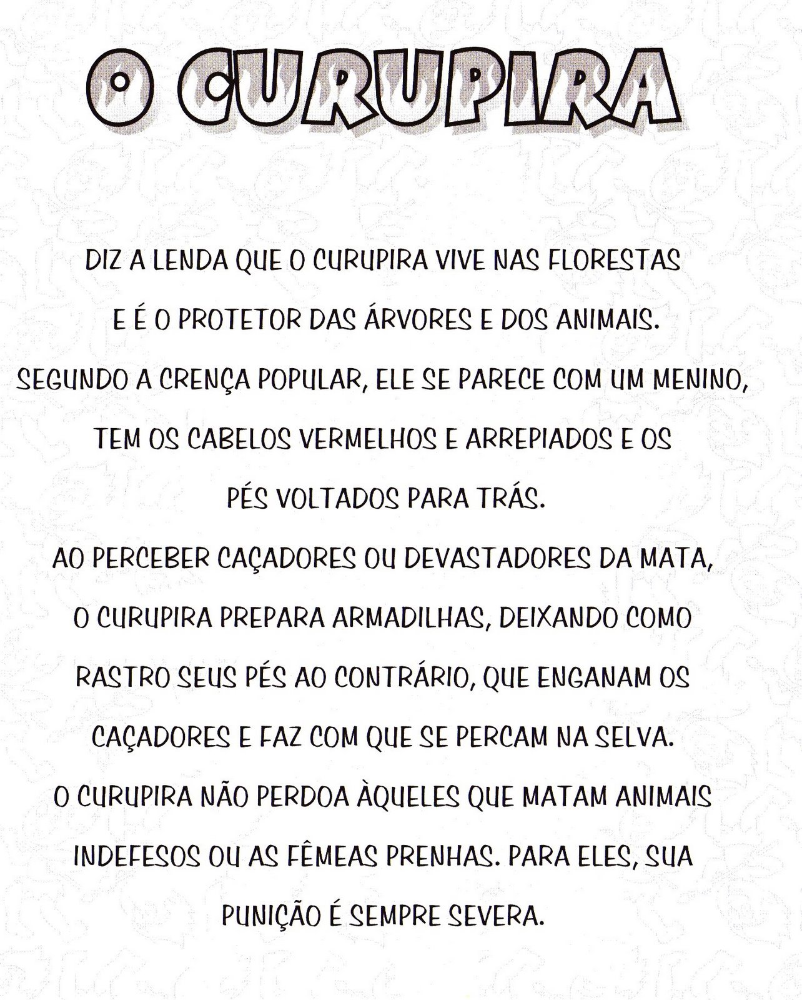 O CURUPIRA
DIZ A LENDA QUE O CURUPIRA VIVE NAS FLORESTAS
E É O PROTETOR DAS ÁRVORES E DOS ANIMAIS.
SEGUNDO A CRENÇA POPULAR, ELE SE PARECE COM UM MENINO,
TEM OS CABELOS VERMELHOS E ARREPIADOS E OS
PÉS VOLTADOS PARA TRÁS.
AO PERCEBER CAÇADORES OU DEVASTADORES DA MATA,
O CURUPIRA PREPARA ARMADILHAS, DEIXANDO COMO
RASTRO SEUS PÉS AO CONTRÁRIO, QUE ENGANAM OS
CAÇADORES E FAZ COM QUE SE PERCAM NA SELVA.
O CURUPIRA NÃO PERDOA ÀQUELES QUE MATAM ANIMAIS
INDEFESOS OU AS FÊMEAS PRENHAS. PARA ELES, SUA
PUNIÇÃO É SEMPRE SEVERA.